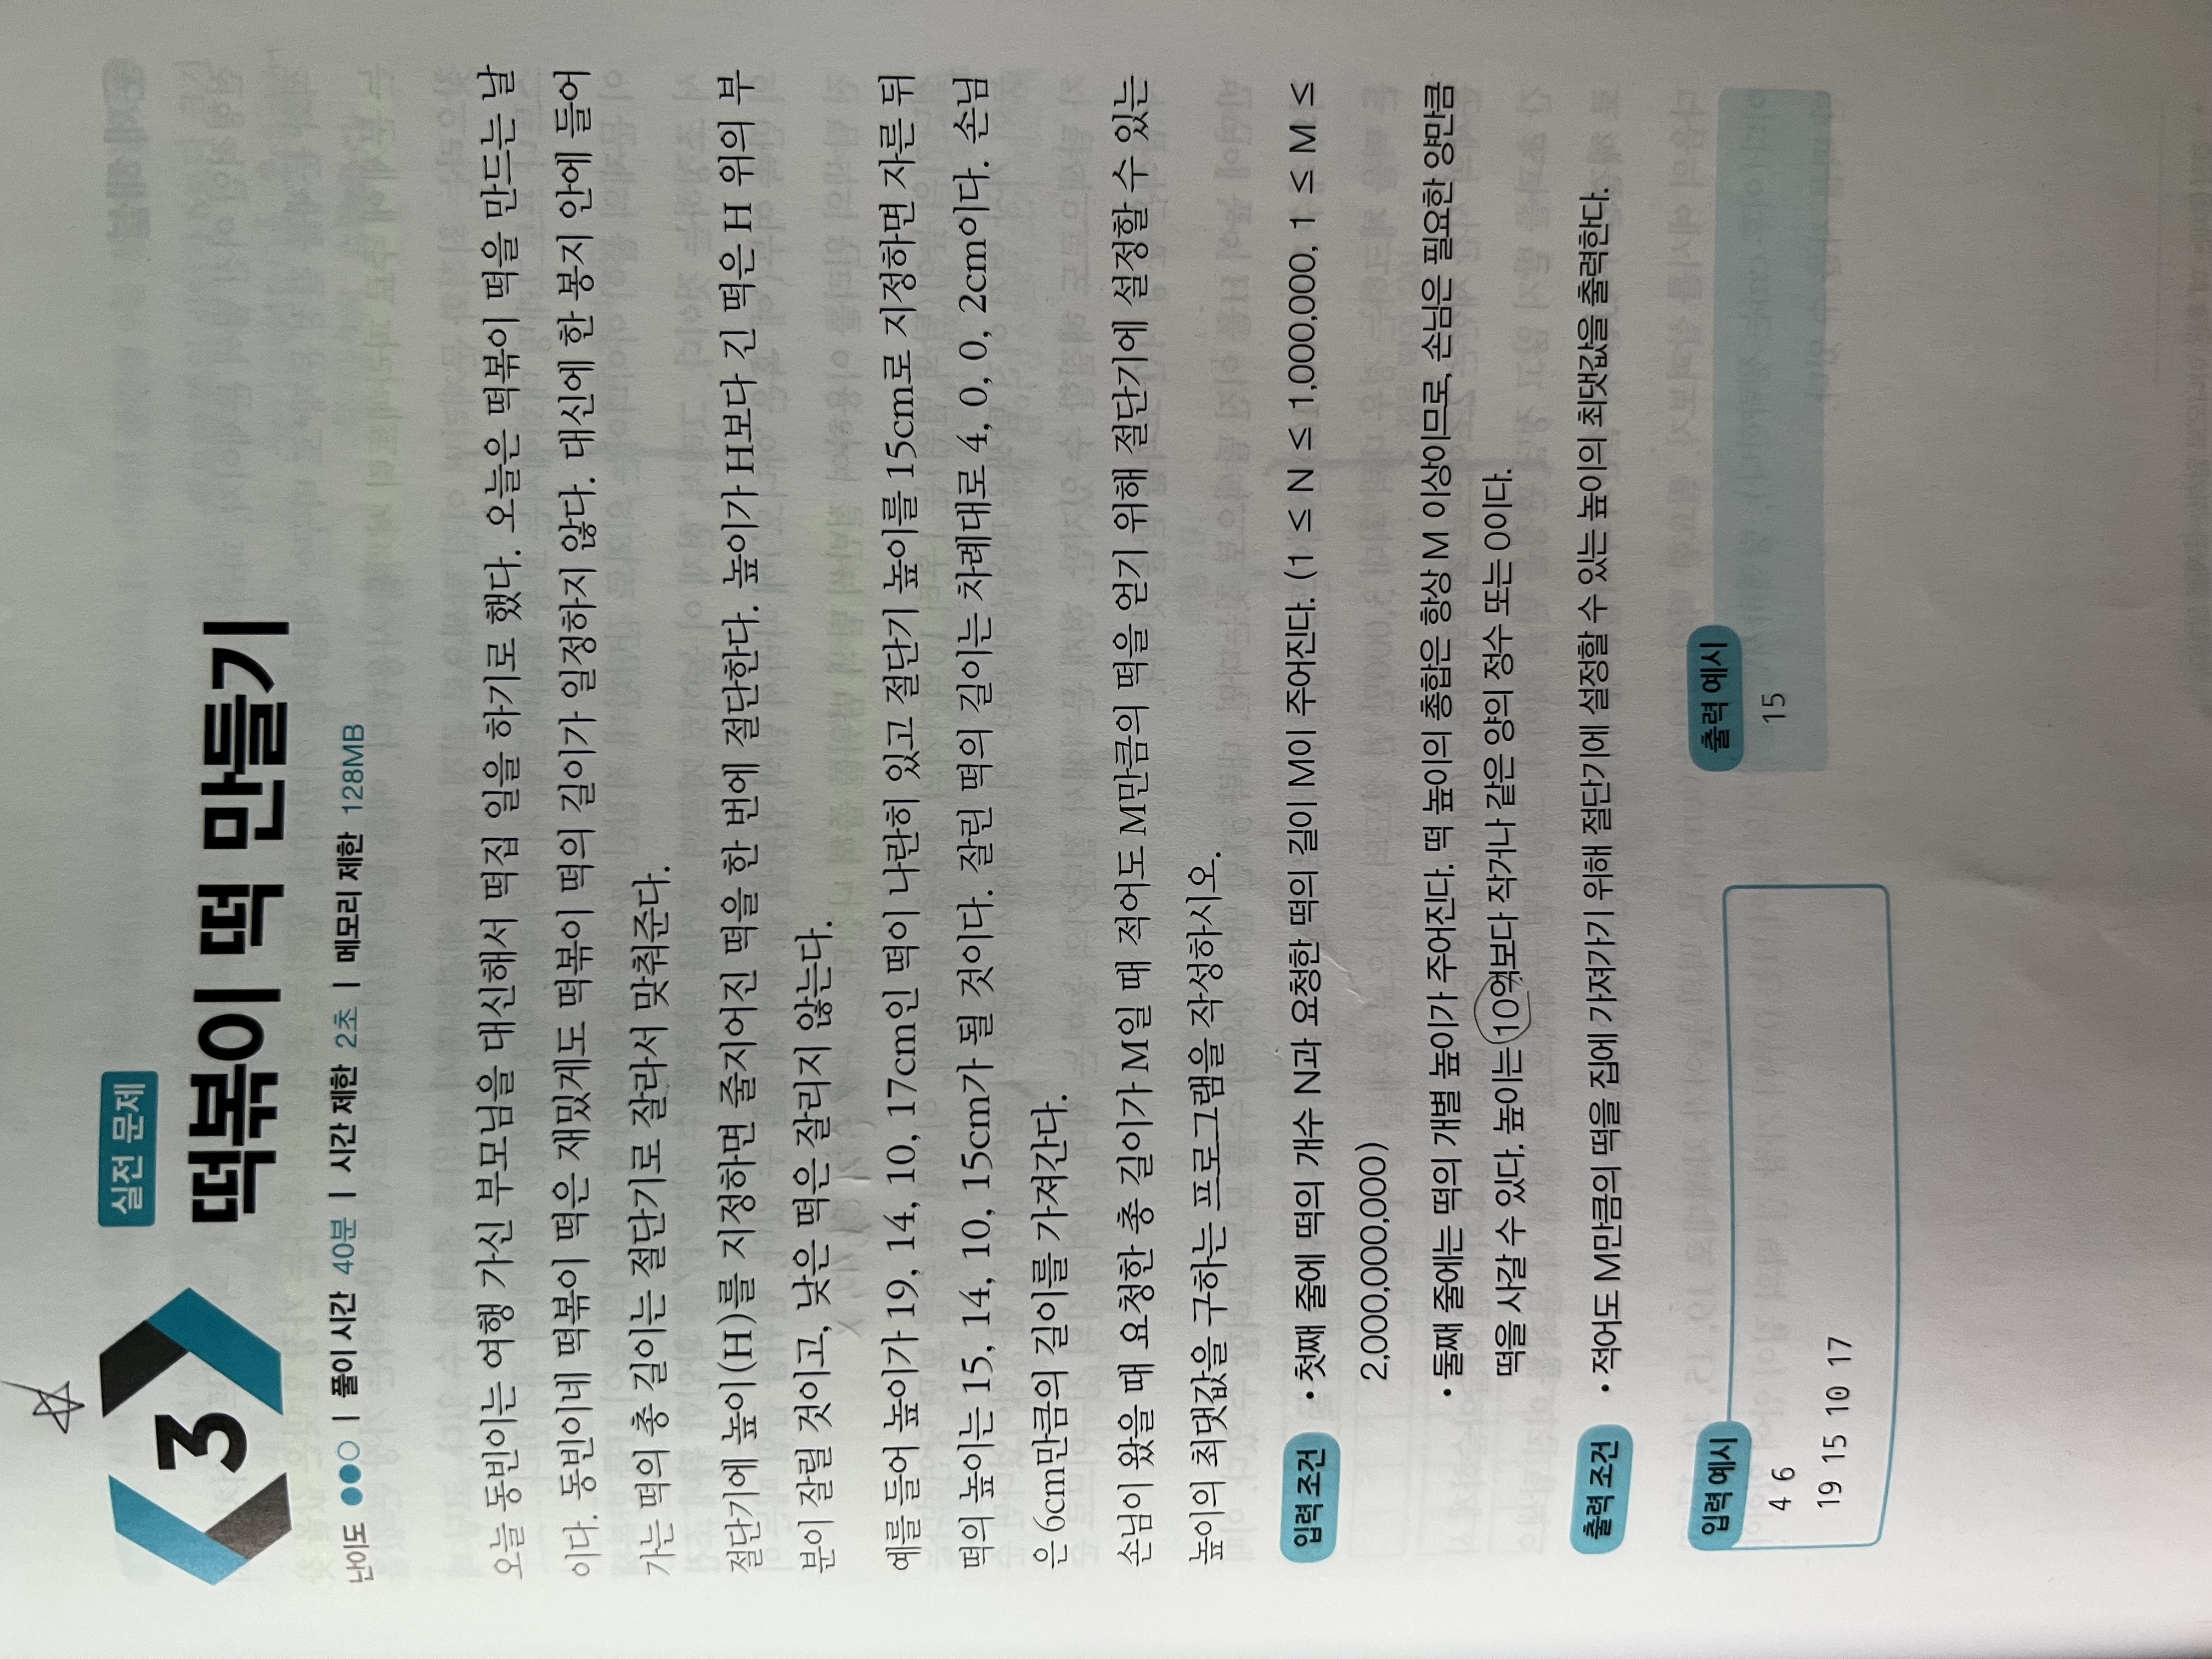 3
실전 문제
떡볶이 떡 만들기
난이도 | 풀이 시간 40분 | 시간 제한 2초 | 메모리 제한 128MB
오늘 동빈이는 여행 가신 부모님을 대신해서 떡집 일을 하기로 했다. 오늘은 떡볶이 떡을 만드는 날
이다. 동빈이네 떡볶이 떡은 재밌게도 떡볶이 떡의 길이가 일정하지 않다. 대신에 한 봉지 안에 들어
가는 떡의 총 길이는 절단기로 잘라서 맞춰준다.
절단기에 높이(H)를 지정하면 줄지어진 떡을 한 번에 절단한다. 높이가 H보다 긴 떡은 H 위의 부
분이 잘릴 것이고, 낮은 떡은 잘리지 않는다.
예를 들어 높이가 19, 14, 10, 17cm인 떡이 나란히 있고 절단기 높이를 15cm로 지정하면 자른 뒤
떡의 높이는 15, 14, 10, 15cm가 될 것이다. 잘린 떡의 길이는 차례대로 4, 0, 0, 2cm이다. 손님
은 6cm만큼의 길이를 가져간다.
손님이 왔을 때 요청한 총 길이가 M일 때 적어도 M만큼의 떡을 얻기 위해 절단기에 설정할 수 있는
높이의 최댓값을 구하는 프로그램을 작성하시오.
입력 조건 • 첫째 줄에 떡의 개수 N과 요청한 떡의 길이 M이 주어진다. (1 ≤ N ≤ 1,000,000, 1 ≤ M ≤
2,000,000,000)
• 둘째 줄에는 떡의 개별 높이가 주어진다. 떡 높이의 총합은 항상 M 이상이므로, 손님은 필요한 양만큼
떡을 사갈 수 있다. 높이는 10억보다 작거나 같은 양의 정수 또는 0이다.
출력 조건 • 적어도 M만큼의 떡을 집에 가져가기 위해 절단기에 설정할 수 있는 높이의 최댓값을 출력한다.
입력 예시
4 6
19 15 10 17
출력 예시
15